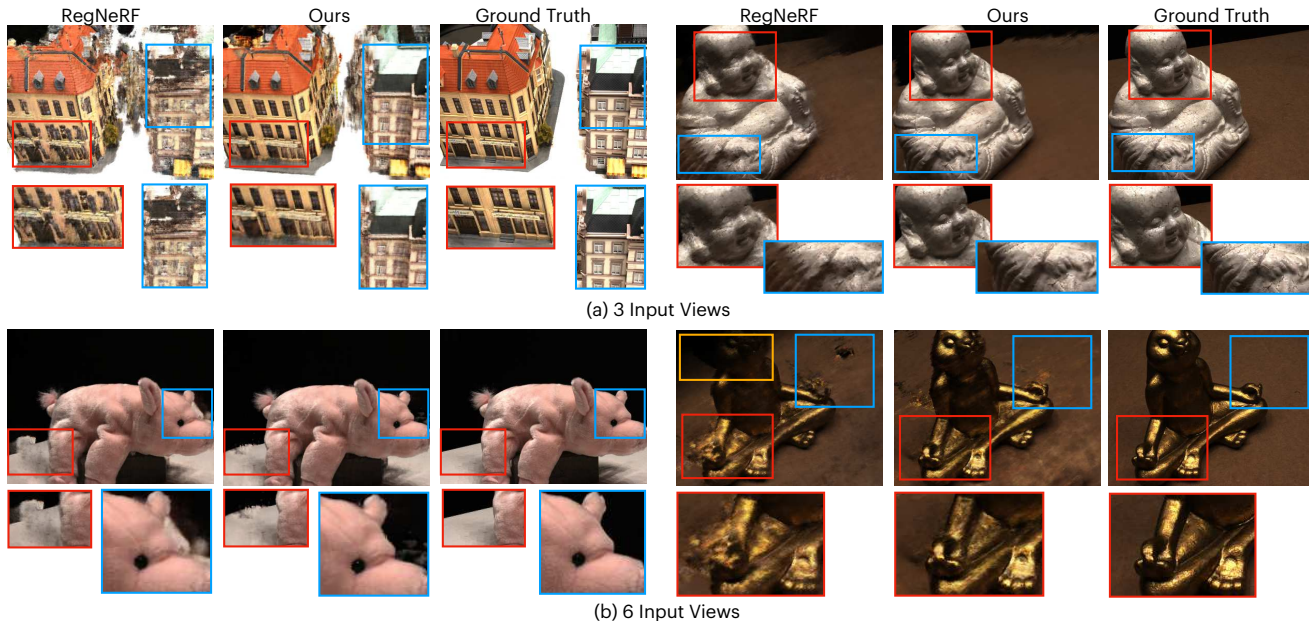 RegNeRF Ours Ground Truth RegNeRF Ours Ground Truth
(a) 3 Input Views
(b) 6 Input Views